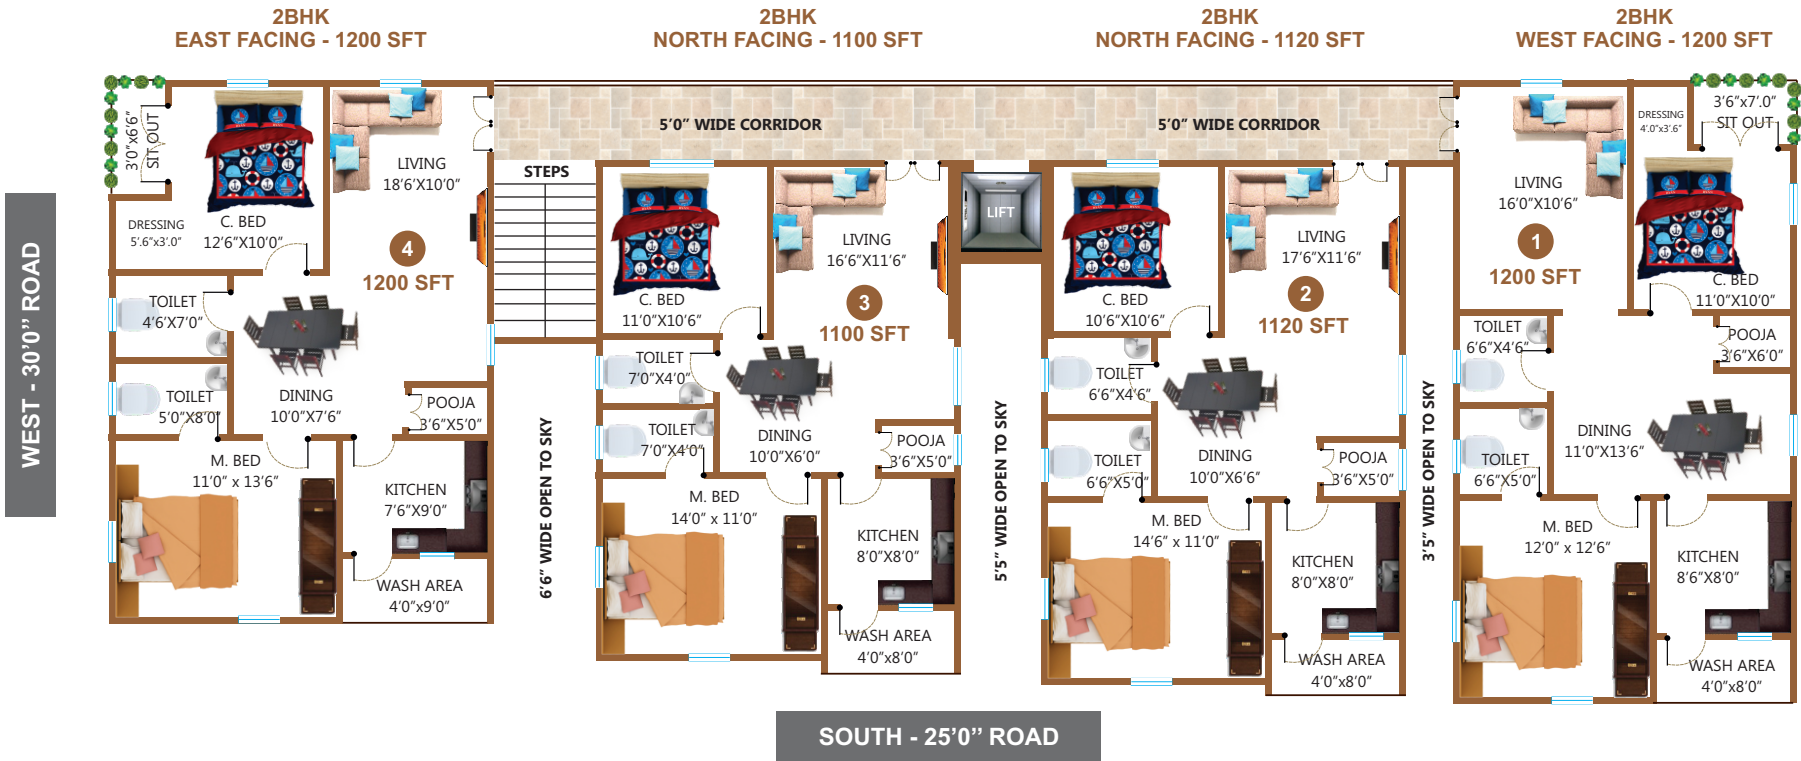 2BHK
EAST FACING - 1200 SFT
2BHK
NORTH FACING - 1100 SFT
2BHK
NORTH FACING - 1120 SFT
2BHK
WEST FACING - 1200 SFT
WEST - 30'0" ROAD
3'0"x6'6"
SIT OUT
DRESSING
5'.6"x3'.0"
C. BED
12'6"X10'0"
LIVING
18'6'X10'0"
4
1200 SFT
TOILET
4'6"X7'0"
TOILET
5'0"X8'0"
DINING
10'0"X7'6"
POOJA
3'6"X5'0"
M. BED
11'0" x 13'6"
KITCHEN
7'6"X9'0"
WASH AREA
4'0"x9'0"
5'0" WIDE CORRIDOR
5'0" WIDE CORRIDOR
STEPS
6'6" WIDE OPEN TO SKY
C. BED
11'0"X10'6"
LIVING
16'6"X11'6"
3
1100 SFT
TOILET
7'0"X4'0"
TOILET
7'0"X4'0"
DINING
10'0"X6'0"
POOJA
3'6"X5'0"
M. BED
14'0" x 11'0"
KITCHEN
8'0"X8'0"
WASH AREA
4'0"x8'0"
LIFT
5'5" WIDE OPEN TO SKY
C. BED
10'6"X10'6"
LIVING
17'6"X11'6"
2
1120 SFT
TOILET
6'6"X4'6"
TOILET
6'6"X5'0"
DINING
10'0"X6'6"
POOJA
3'6"X5'0"
M. BED
14'6" x 11'0"
KITCHEN
8'0"X8'0"
WASH AREA
4'0"x8'0"
3'5" WIDE OPEN TO SKY
LIVING
16'0"X10'6"
1
1200 SFT
DRESSING
4'.0"x3'.6"
3'6"x7'.0"
SIT OUT
C. BED
11'0"X10'0"
TOILET
6'6"X4'6"
POOJA
3'6"X6'0"
TOILET
6'6"X5'0"
DINING
11'0"X13'6"
M. BED
12'0" x 12'6"
KITCHEN
8'6"X8'0"
WASH AREA
4'0"x8'0"
SOUTH - 25'0'' ROAD